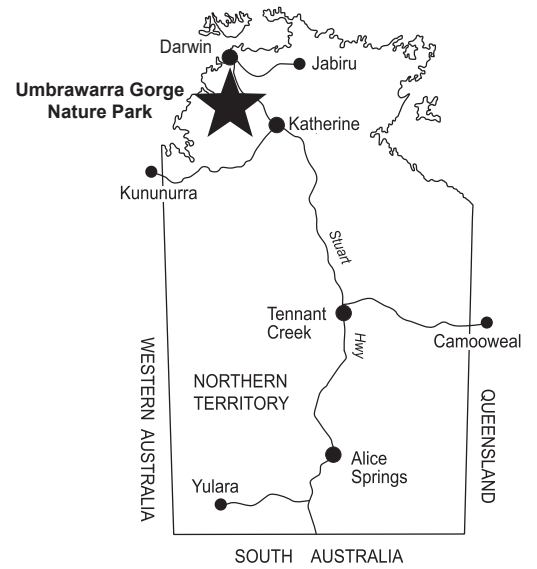 Darwin
Jabiru
Umbrawarra Gorge
Nature Park
Katherine
Kununurra
Stuart
Tennant
Creek
Hwy
Camooweal
WESTERN AUSTRALIA
NORTHERN
TERRITORY
QUEENSLAND
Alice
Springs
Yulara
SOUTH AUSTRALIA